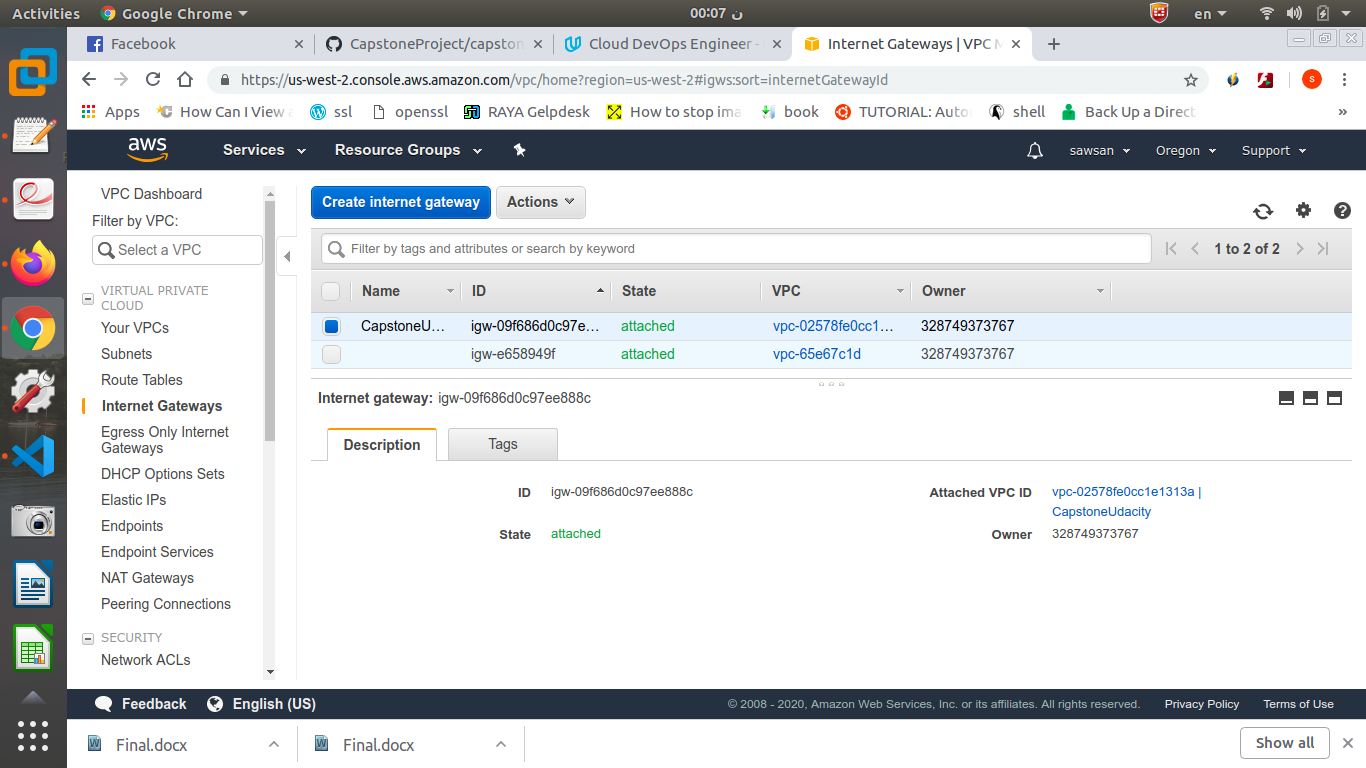 Activities
Google Chrome
00:07 ن
en
Facebook
CapstoneProject/capston
Cloud DevOps Engineer -
Internet Gateways | VPC M
https://us-west-2.console.aws.amazon.com/vpc/home?region=us-west-2#igws:sort=internetGatewayId
S
Apps
How Can I View a
ssl
openssl
RAYA Gelpdesk
How to stop ima
book
TUTORIAL: Auto
shell
Back Up a Direct
»
aws
Services
Resource Groups
sawsan
Oregon
Support
VPC Dashboard
Filter by VPC:
Select a VPC
VIRTUAL PRIVATE
CLOUD
Your VPCs
Subnets
Route Tables
Internet Gateways
Egress Only Internet
Gateways
DHCP Options Sets
Elastic IPs
Endpoints
Endpoint Services
NAT Gateways
Peering Connections
SECURITY
Network ACLs
Create internet gateway
Actions
Filter by tags and attributes or search by keyword
1 to 2 of 2
Name ID State VPC Owner
CapstoneU... igw-09f686d0c97e... attached vpc-02578fe0cc1... 328749373767
igw-e658949f attached vpc-65e67c1d 328749373767
Internet gateway: igw-09f686d0c97ee888c
Description
Tags
ID igw-09f686d0c97ee888c
Attached VPC ID vpc-02578fe0cc1e1313a |
CapstoneUdacity
State attached
Owner 328749373767
Feedback
English (US)
© 2008 - 2020, Amazon Web Services, Inc. or its affiliates. All rights reserved.
Privacy Policy
Terms of Use
Final.docx
Final.docx
Show all